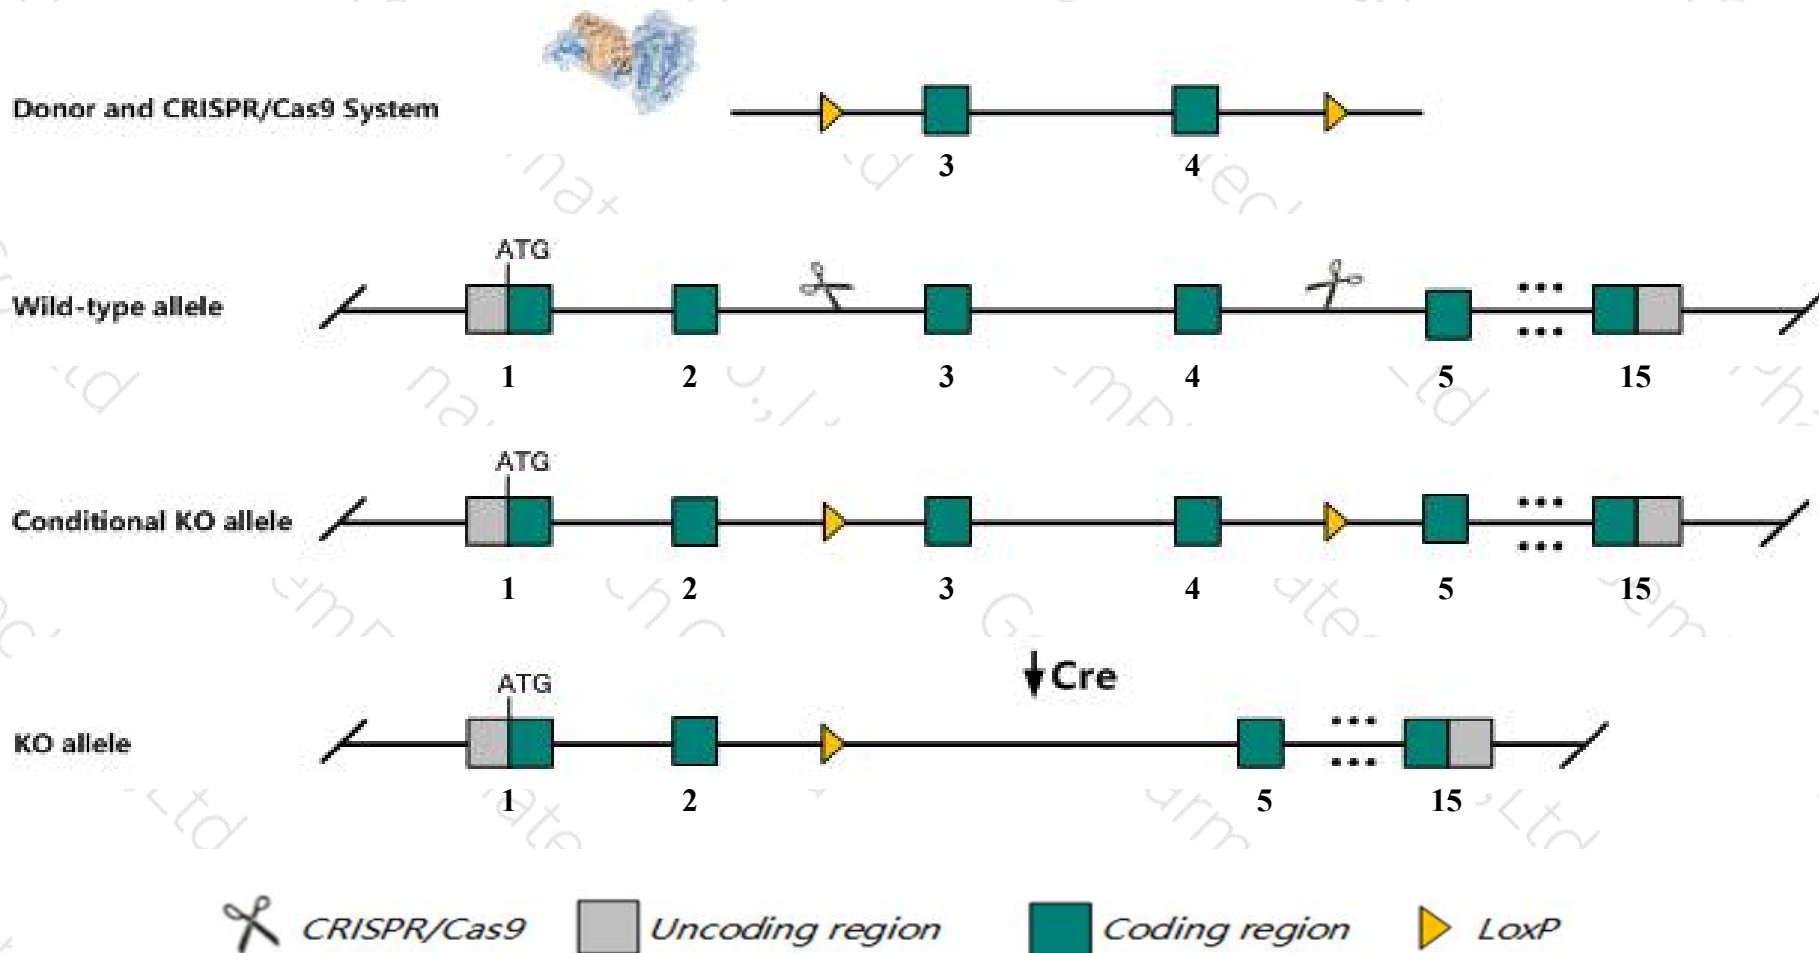 Donor and CRISPR/Cas9 System
3 4
ATG
Wild-type allele
1 2 3 4 5 15
ATG
Conditional KO allele
1 2 3 4 5 15
Cre
ATG
KO allele
1 2 5 15
CRISPR/Cas9 Uncoding region Coding region LoxP